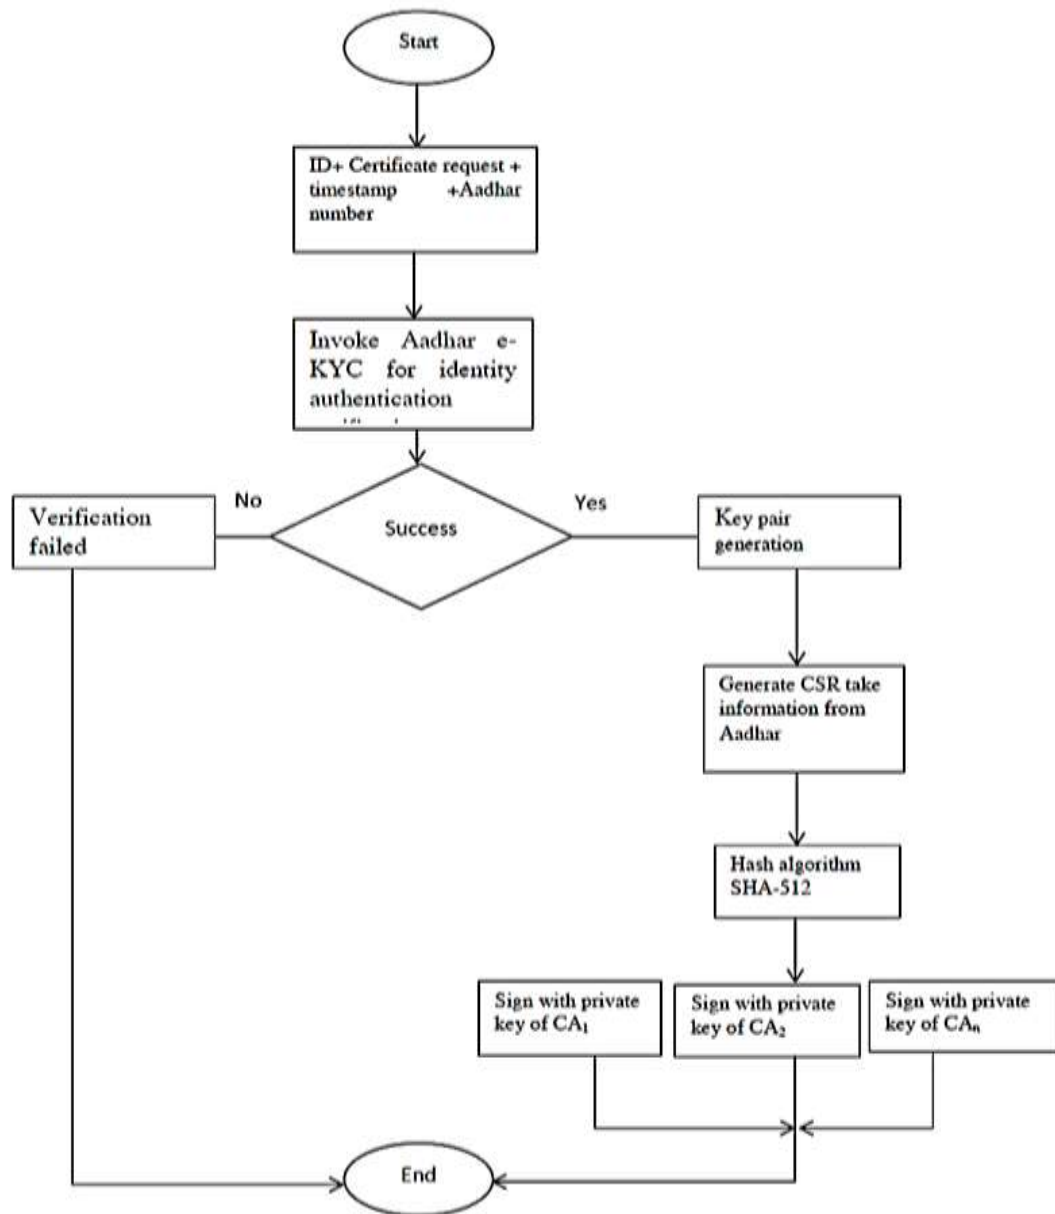 Start
ID+ Certificate request +
timestamp +Aadhar
number
Invoke Aadhar e-
KYC for identity
authentication
No
Yes
Verification
failed
Success
Key pair
generation
Generate CSR take
information from
Aadhar
Hash algorithm
SHA-512
Sign with private
key of CA₁
Sign with private
key of CA₂
Sign with private
key of CAₙ
End